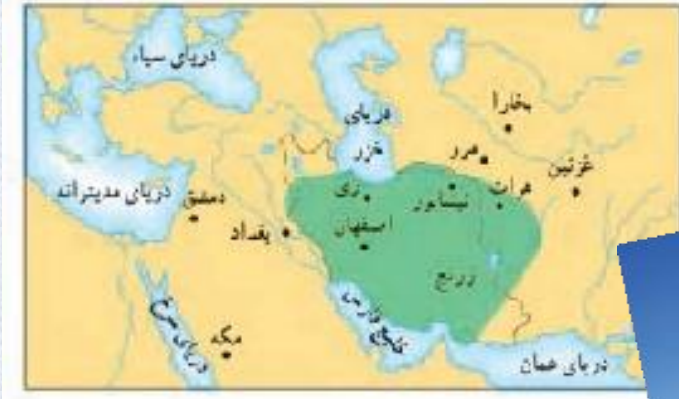 دریای سیاه
بخارا
دریای
خزر
مرو
غزنین
هرات
نیشابور
ری
دریای مدیترانه
دمشق
اصفهان
بغداد
زرنج
خلیج فارس
دریای سرخ
مکه
دریای عمان